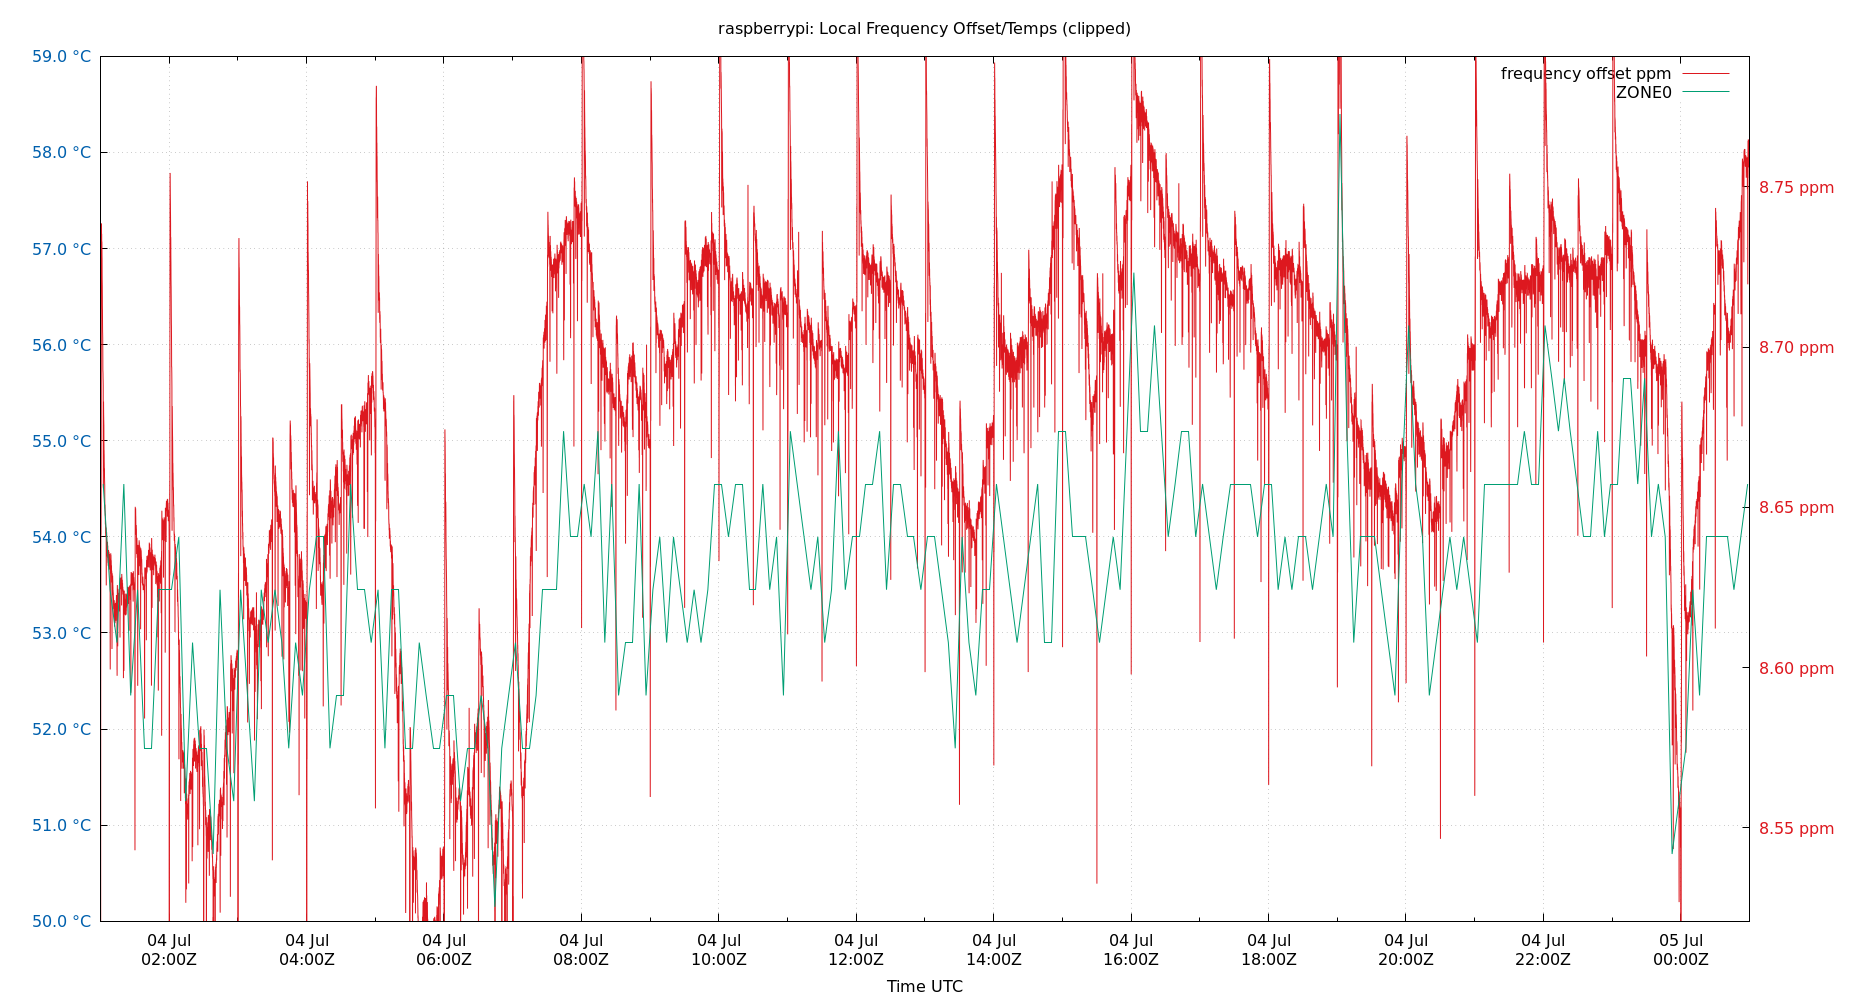 raspberrypi: Local Frequency Offset/Temps (clipped)
frequency offset ppm
ZONE0
59.0 °C
58.0 °C
57.0 °C
56.0 °C
55.0 °C
54.0 °C
53.0 °C
52.0 °C
51.0 °C
50.0 °C
8.75 ppm
8.70 ppm
8.65 ppm
8.60 ppm
8.55 ppm
04 Jul 04 Jul 04 Jul 04 Jul 04 Jul 04 Jul 04 Jul 04 Jul 04 Jul 04 Jul 04 Jul 05 Jul
02:00Z 04:00Z 06:00Z 08:00Z 10:00Z 12:00Z 14:00Z 16:00Z 18:00Z 20:00Z 22:00Z 00:00Z
Time UTC